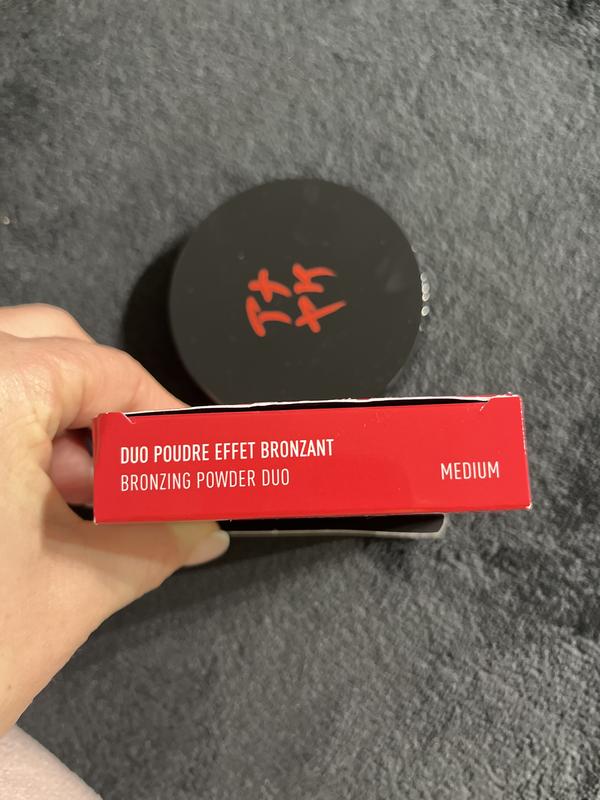 DUO POUDRE EFFET BRONZANT
BRONZING POWDER DUO
MEDIUM